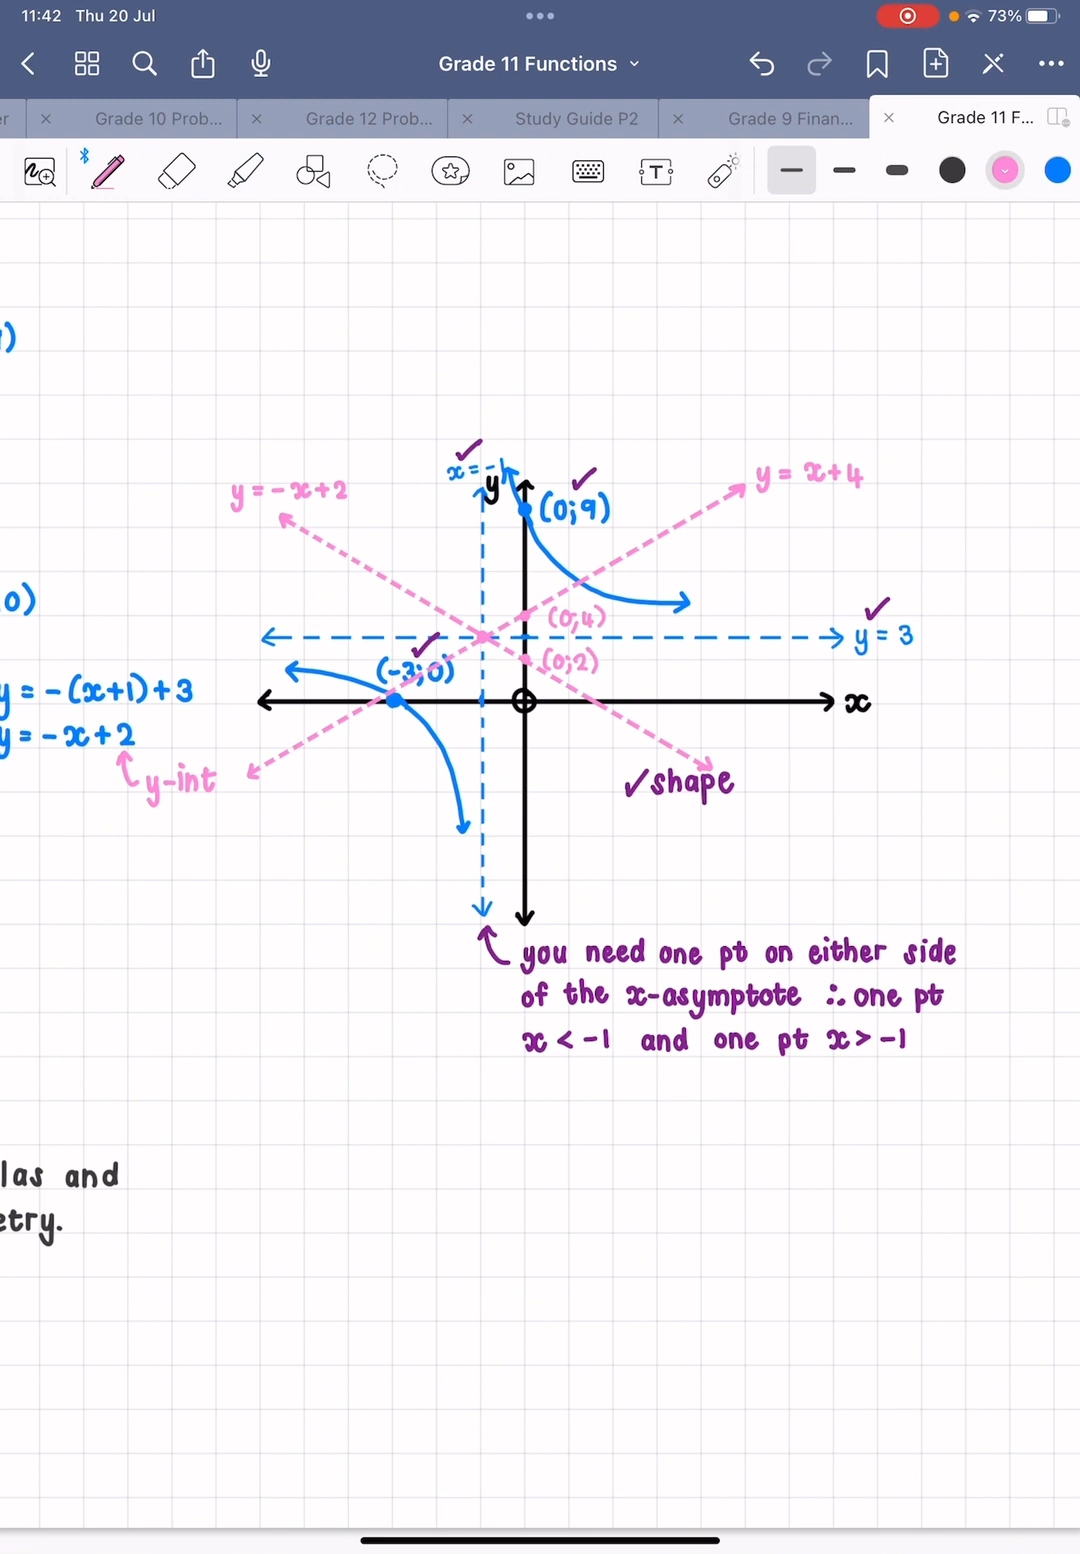 11:42 Thu 20 Jul
73%
Grade 11 Functions
er
Grade 10 Prob...
Grade 12 Prob...
Study Guide P2
Grade 9 Finan...
Grade 11 F...
T
)
x = -1
y
(0;9)
y = x+4
y = -x+2
0)
(0;4)
y = 3
(-3;0)
(0;2)
y = -(x+1)+3
x
y = -x+2
y-int
✓shape
you need one pt on either side
of the x-asymptote ∴ one pt
x < -1 and one pt x > -1
las and
etry.